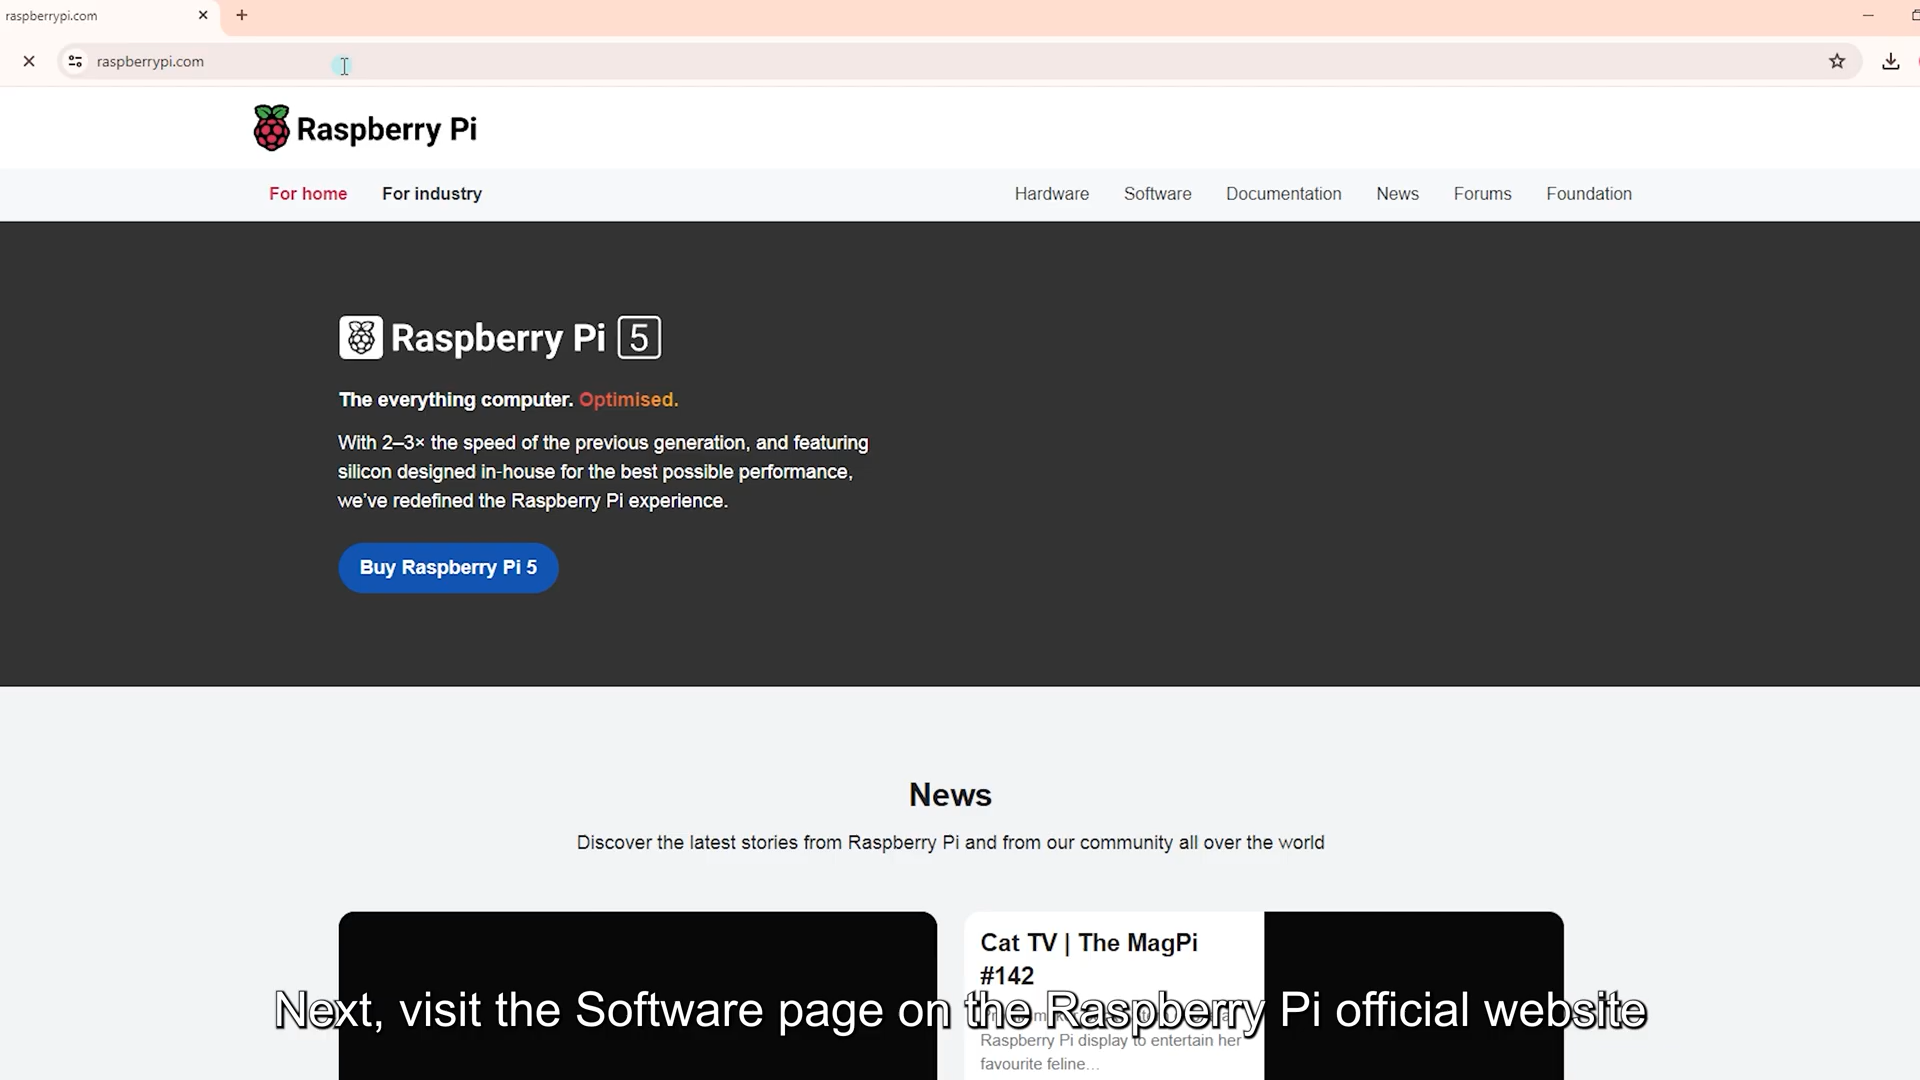 raspberrypi.com
raspberrypi.com
Raspberry Pi
For home
For industry
Hardware
Software
Documentation
News
Forums
Foundation
Raspberry Pi 5
The everything computer. Optimised.
With 2–3× the speed of the previous generation, and featuring
silicon designed in-house for the best possible performance,
we've redefined the Raspberry Pi experience.
Buy Raspberry Pi 5
News
Discover the latest stories from Raspberry Pi and from our community all over the world
Cat TV | The MagPi
#142
Raspberry Pi display to entertain her
favourite feline…
Next, visit the Software page on the Raspberry Pi official website